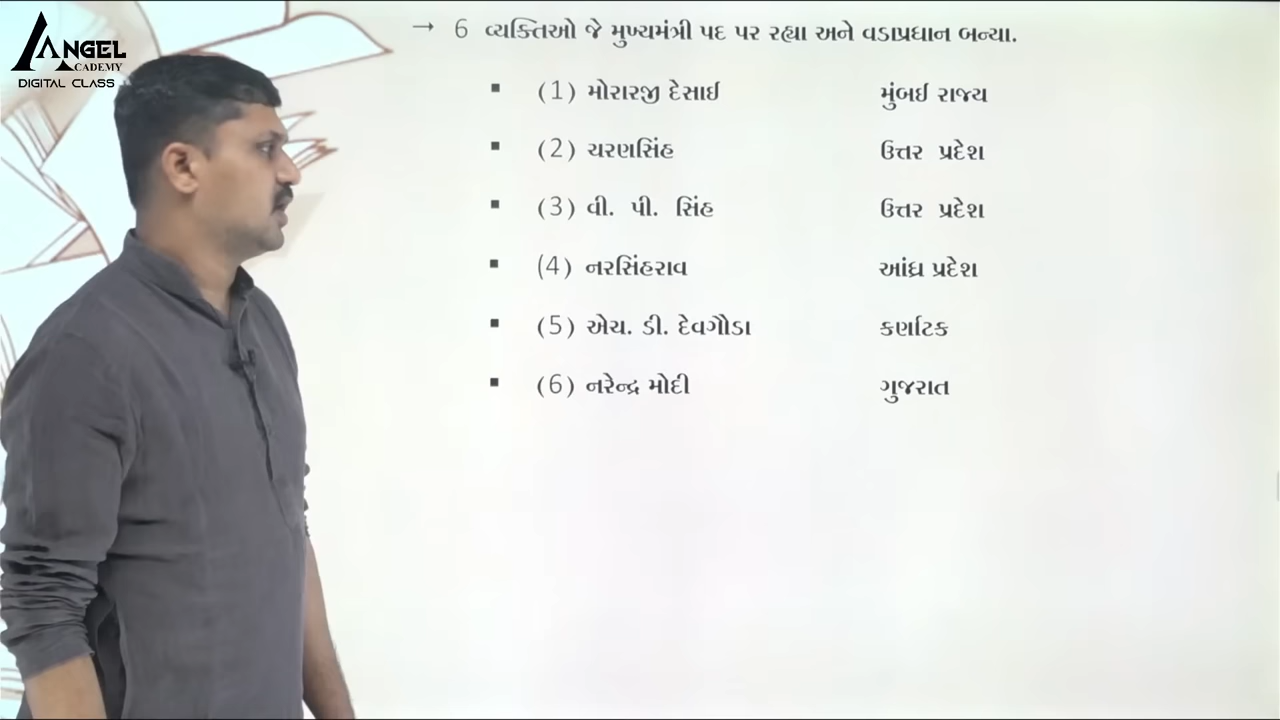 ANGEL
ACADEMY
DIGITAL CLASS
→ 6 વ્યક્તિઓ જે મુખ્યમંત્રી પદ પર રહ્યા અને વડાપ્રધાન બન્યા.
▪ (1) મોરારજી દેસાઈ મુંબઈ રાજ્ય
▪ (2) ચરણસિંહ ઉત્તર પ્રદેશ
▪ (3) વી. પી. સિંહ ઉત્તર પ્રદેશ
▪ (4) નરસિંહરાવ આંધ્ર પ્રદેશ
▪ (5) એચ. ડી. દેવગૌડા કર્ણાટક
▪ (6) નરેન્દ્ર મોદી ગુજરાત